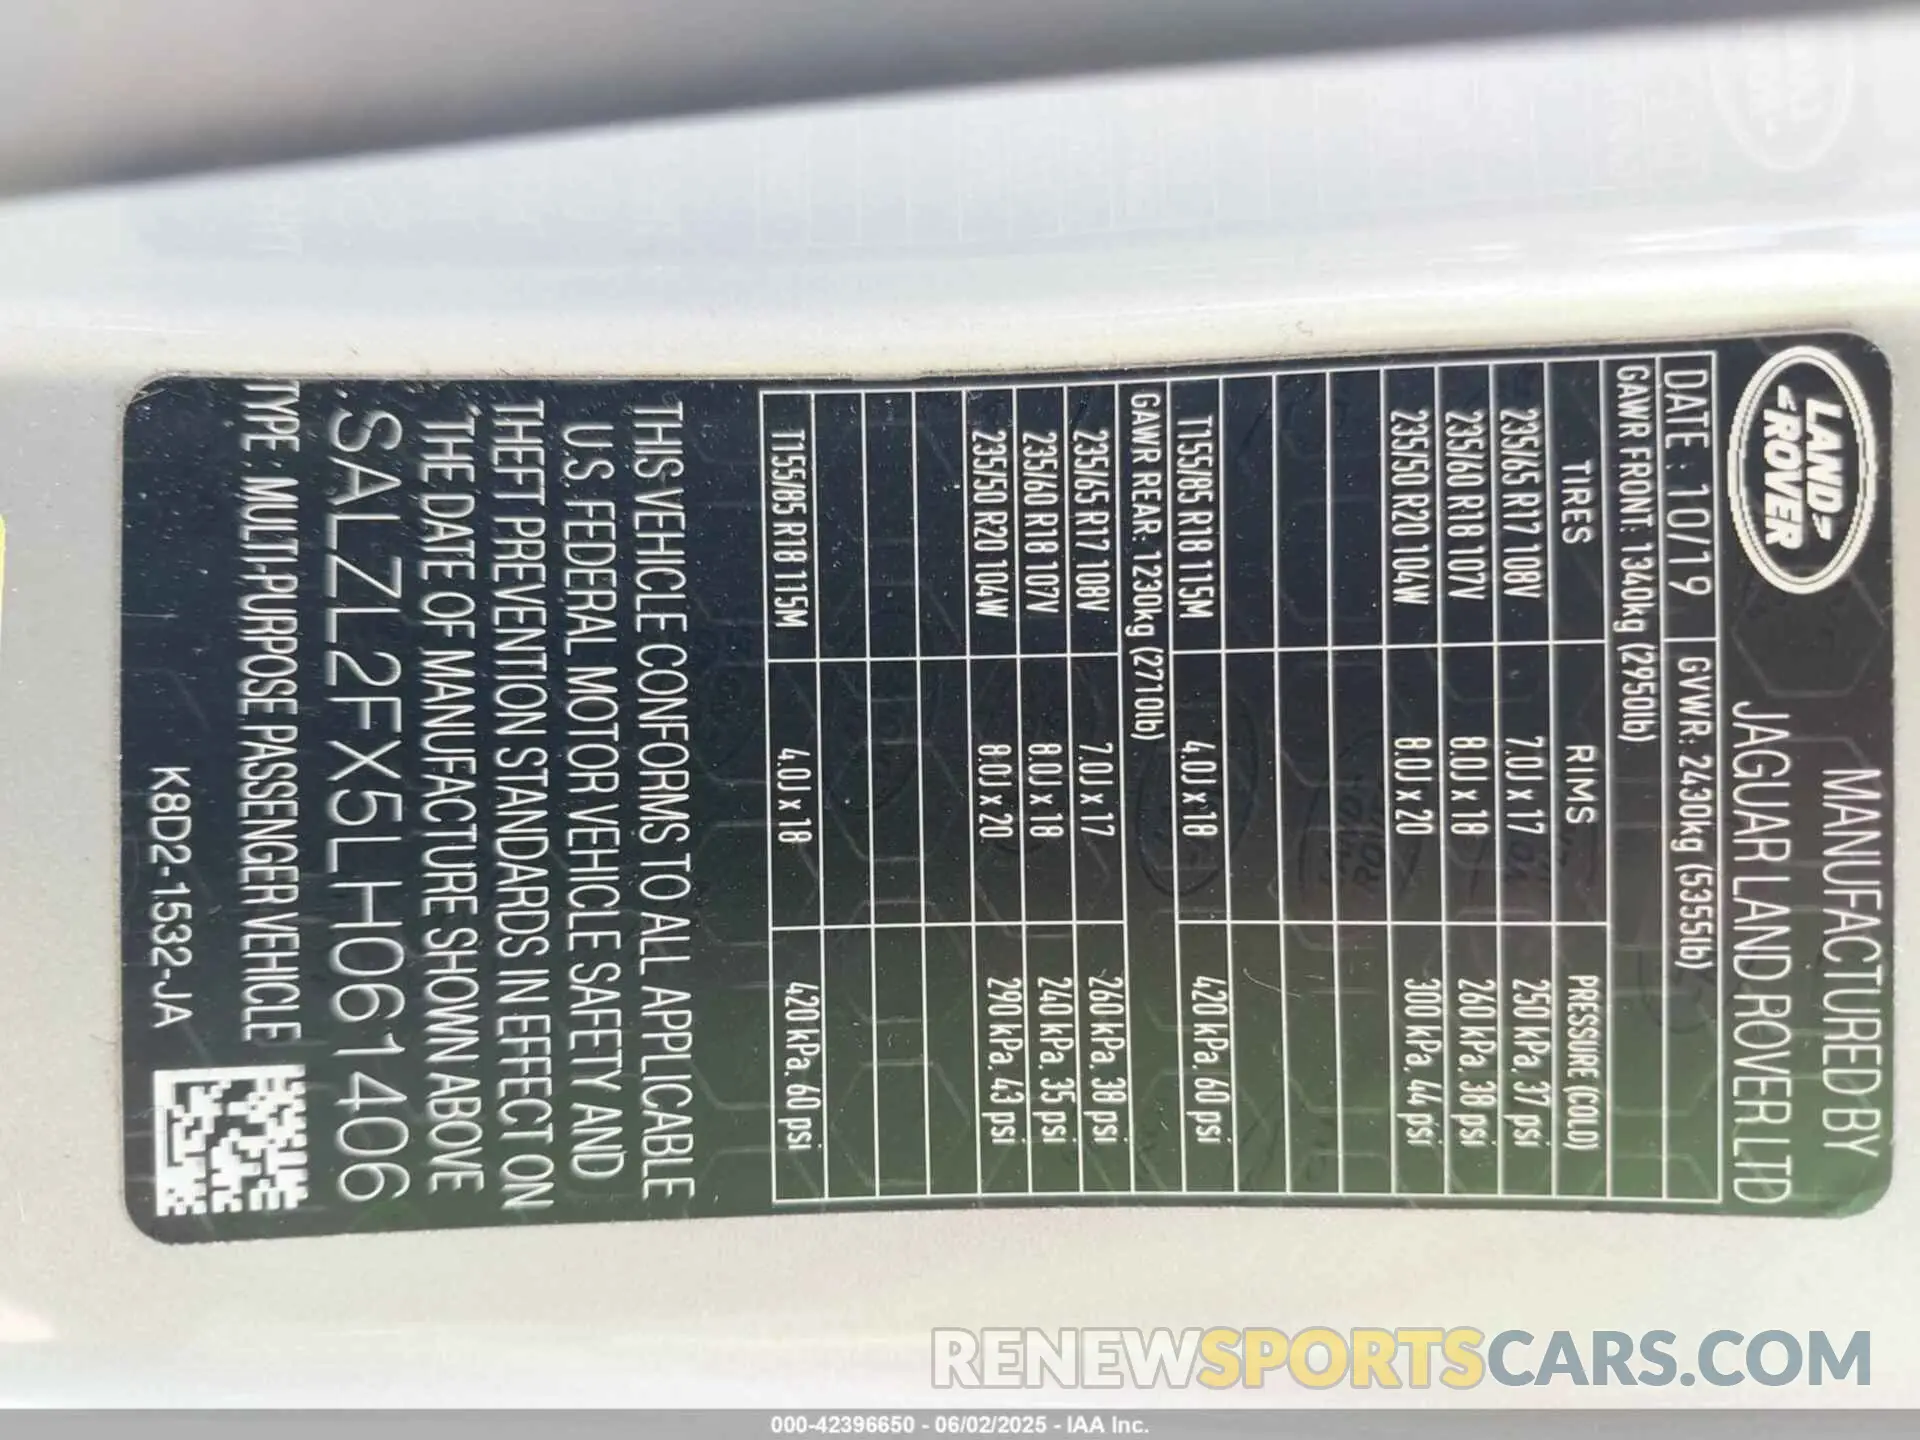 LAND
ROVER
MANUFACTURED BY
JAGUAR LAND ROVER LTD
DATE : 10/19 GVWR: 2430kg (5355lb)
GAWR FRONT: 1340kg (2950lb)
TIRES RIMS PRESSURE (COLD)
235/65 R17 108V 7.0J x 17 250 kPa, 37 psi
235/60 R18 107V 8.0J x 18 260 kPa, 38 psi
235/50 R20 104W 8.0J x 20 300 kPa, 44 psi
T155/85 R18 115M 4.0J x 18 420 kPa, 60 psi
GAWR REAR: 1230kg (2710lb)
235/65 R17 108V 7.0J x 17 260 kPa, 38 psi
235/60 R18 107V 8.0J x 18 240 kPa, 35 psi
235/50 R20 104W 8.0J x 20 290 kPa, 43 psi
T155/85 R18 115M 4.0J x 18 420 kPa, 60 psi
THIS VEHICLE CONFORMS TO ALL APPLICABLE
U.S. FEDERAL MOTOR VEHICLE SAFETY AND
THEFT PREVENTION STANDARDS IN EFFECT ON
THE DATE OF MANUFACTURE SHOWN ABOVE
SALZL2FX5LH061406
TYPE : MULTI-PURPOSE PASSENGER VEHICLE
K8D2-1532-JA
RENEWSPORTSCARS.COM
000-42396650 - 06/02/2025 - IAA Inc.